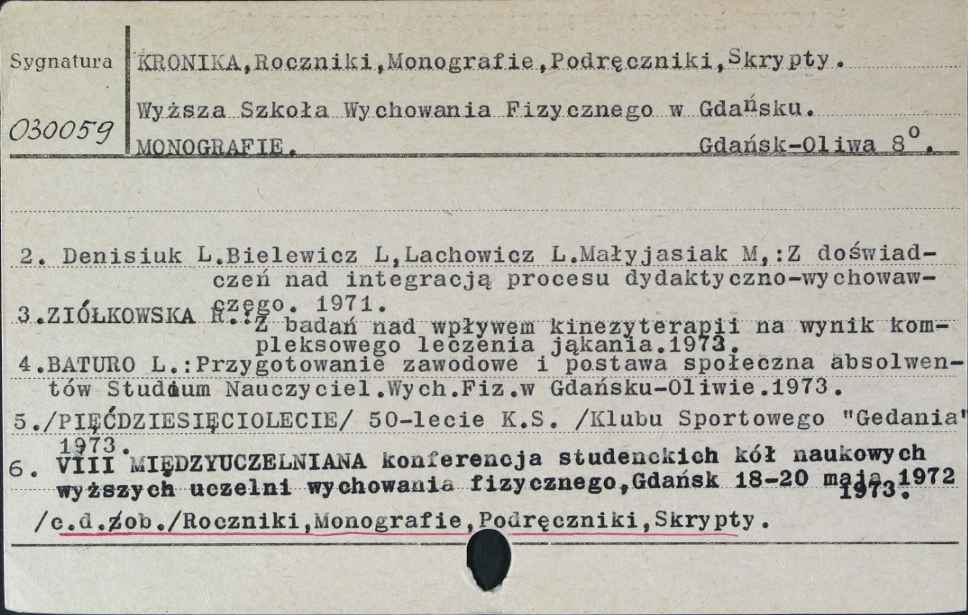 Sygnatura
KRONIKA,Roczniki,Monografie,Podręczniki,Skrypty.
Wyższa Szkoła Wychowania Fizycznego w Gdańsku.
030059
MONOGRAFIE. Gdańsk-Oliwa 8°.
2. Denisiuk L.Bielewicz L,Lachowicz L.Małyjasiak M,:Z doświad-
czeń nad integracją procesu dydaktyczno-wychowaw-
czego. 1971.
3.ZIÓŁKOWSKA R.:Z badań nad wpływem kinezyterapii na wynik kom-
pleksowego leczenia jąkania.1973.
4.BATURO L.:Przygotowanie zawodowe i postawa społeczna absolwen-
tów Studium Nauczyciel.Wych.Fiz.w Gdańsku-Oliwie.1973.
5./PIĘĆDZIESIĘCIOLECIE/ 50-lecie K.S. /Klubu Sportowego "Gedania"
1973.
6. VIII MIĘDZYUCZELNIANA konferencja studenckich kół naukowych
wyższych uczelni wychowania fizycznego,Gdańsk 18-20 maja 1972
1973.
/c.d.żob./Roczniki,Monografie,Podręczniki,Skrypty.